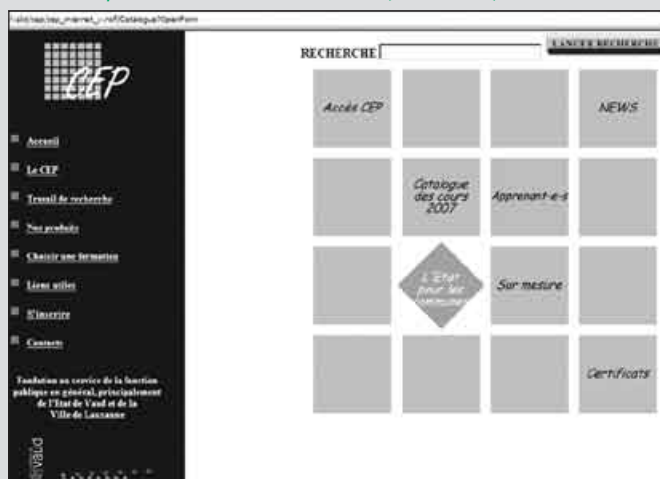 RECHERCHE
LANCER RECHERCHE
CEP
Accueil
Le CEP
Travail de recherche
Nos produits
Choisir une formation
Liens utiles
S'inscrire
Contacts
Fondation au service de la fonction
publique en général, principalement
de l'Etat de Vaud et de la
Ville de Lausanne
vaud
Accès CEP
NEWS
Catalogue
des cours
2007
Apprenant-e-s
L'Etat
pour les
communes
Sur mesure
Certificats